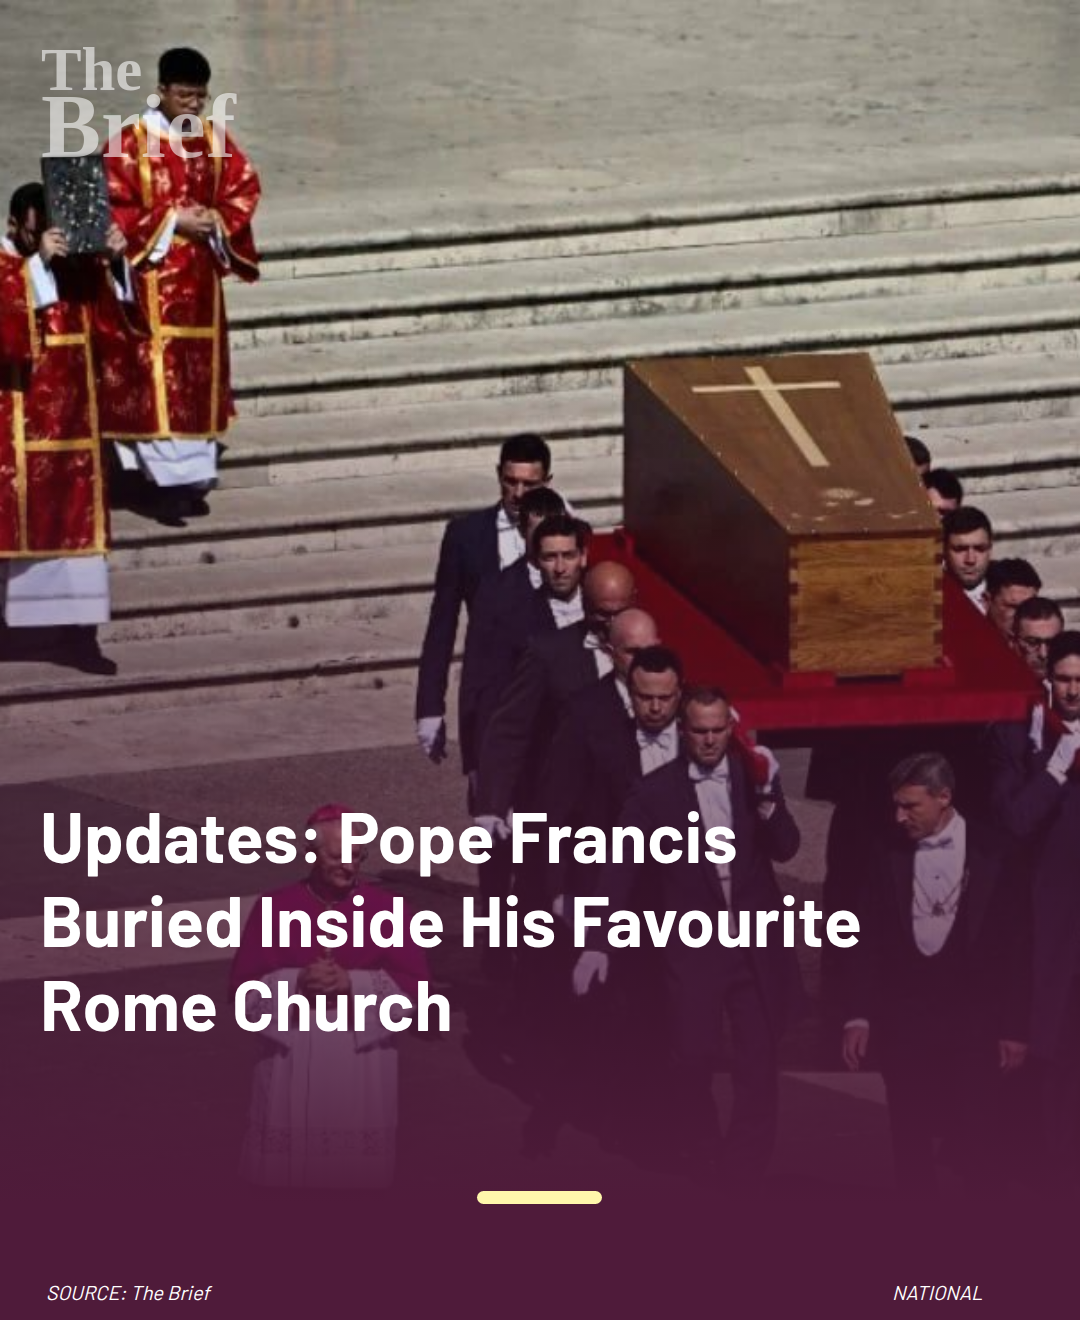 The
Brief
Updates: Pope Francis
Buried Inside His Favourite
Rome Church
SOURCE: The Brief
NATIONAL